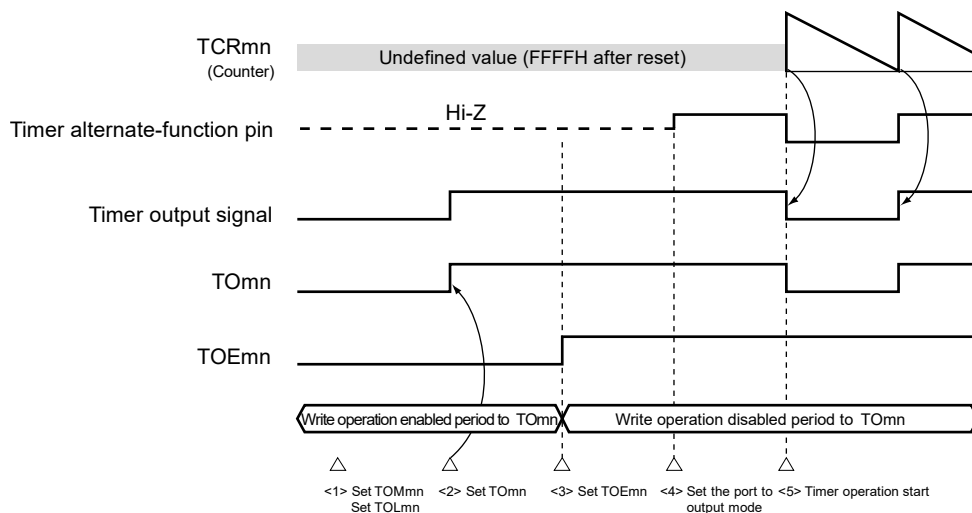 TCRmn
(Counter)
Undefined value (FFFFH after reset)
Hi-Z
Timer alternate-function pin
Timer output signal
TOmn
TOEmn
Write operation enabled period to TOmn
Write operation disabled period to TOmn
<1> Set TOMmn
Set TOLmn
<2> Set TOmn
<3> Set TOEmn
<4> Set the port to
output mode
<5> Timer operation start